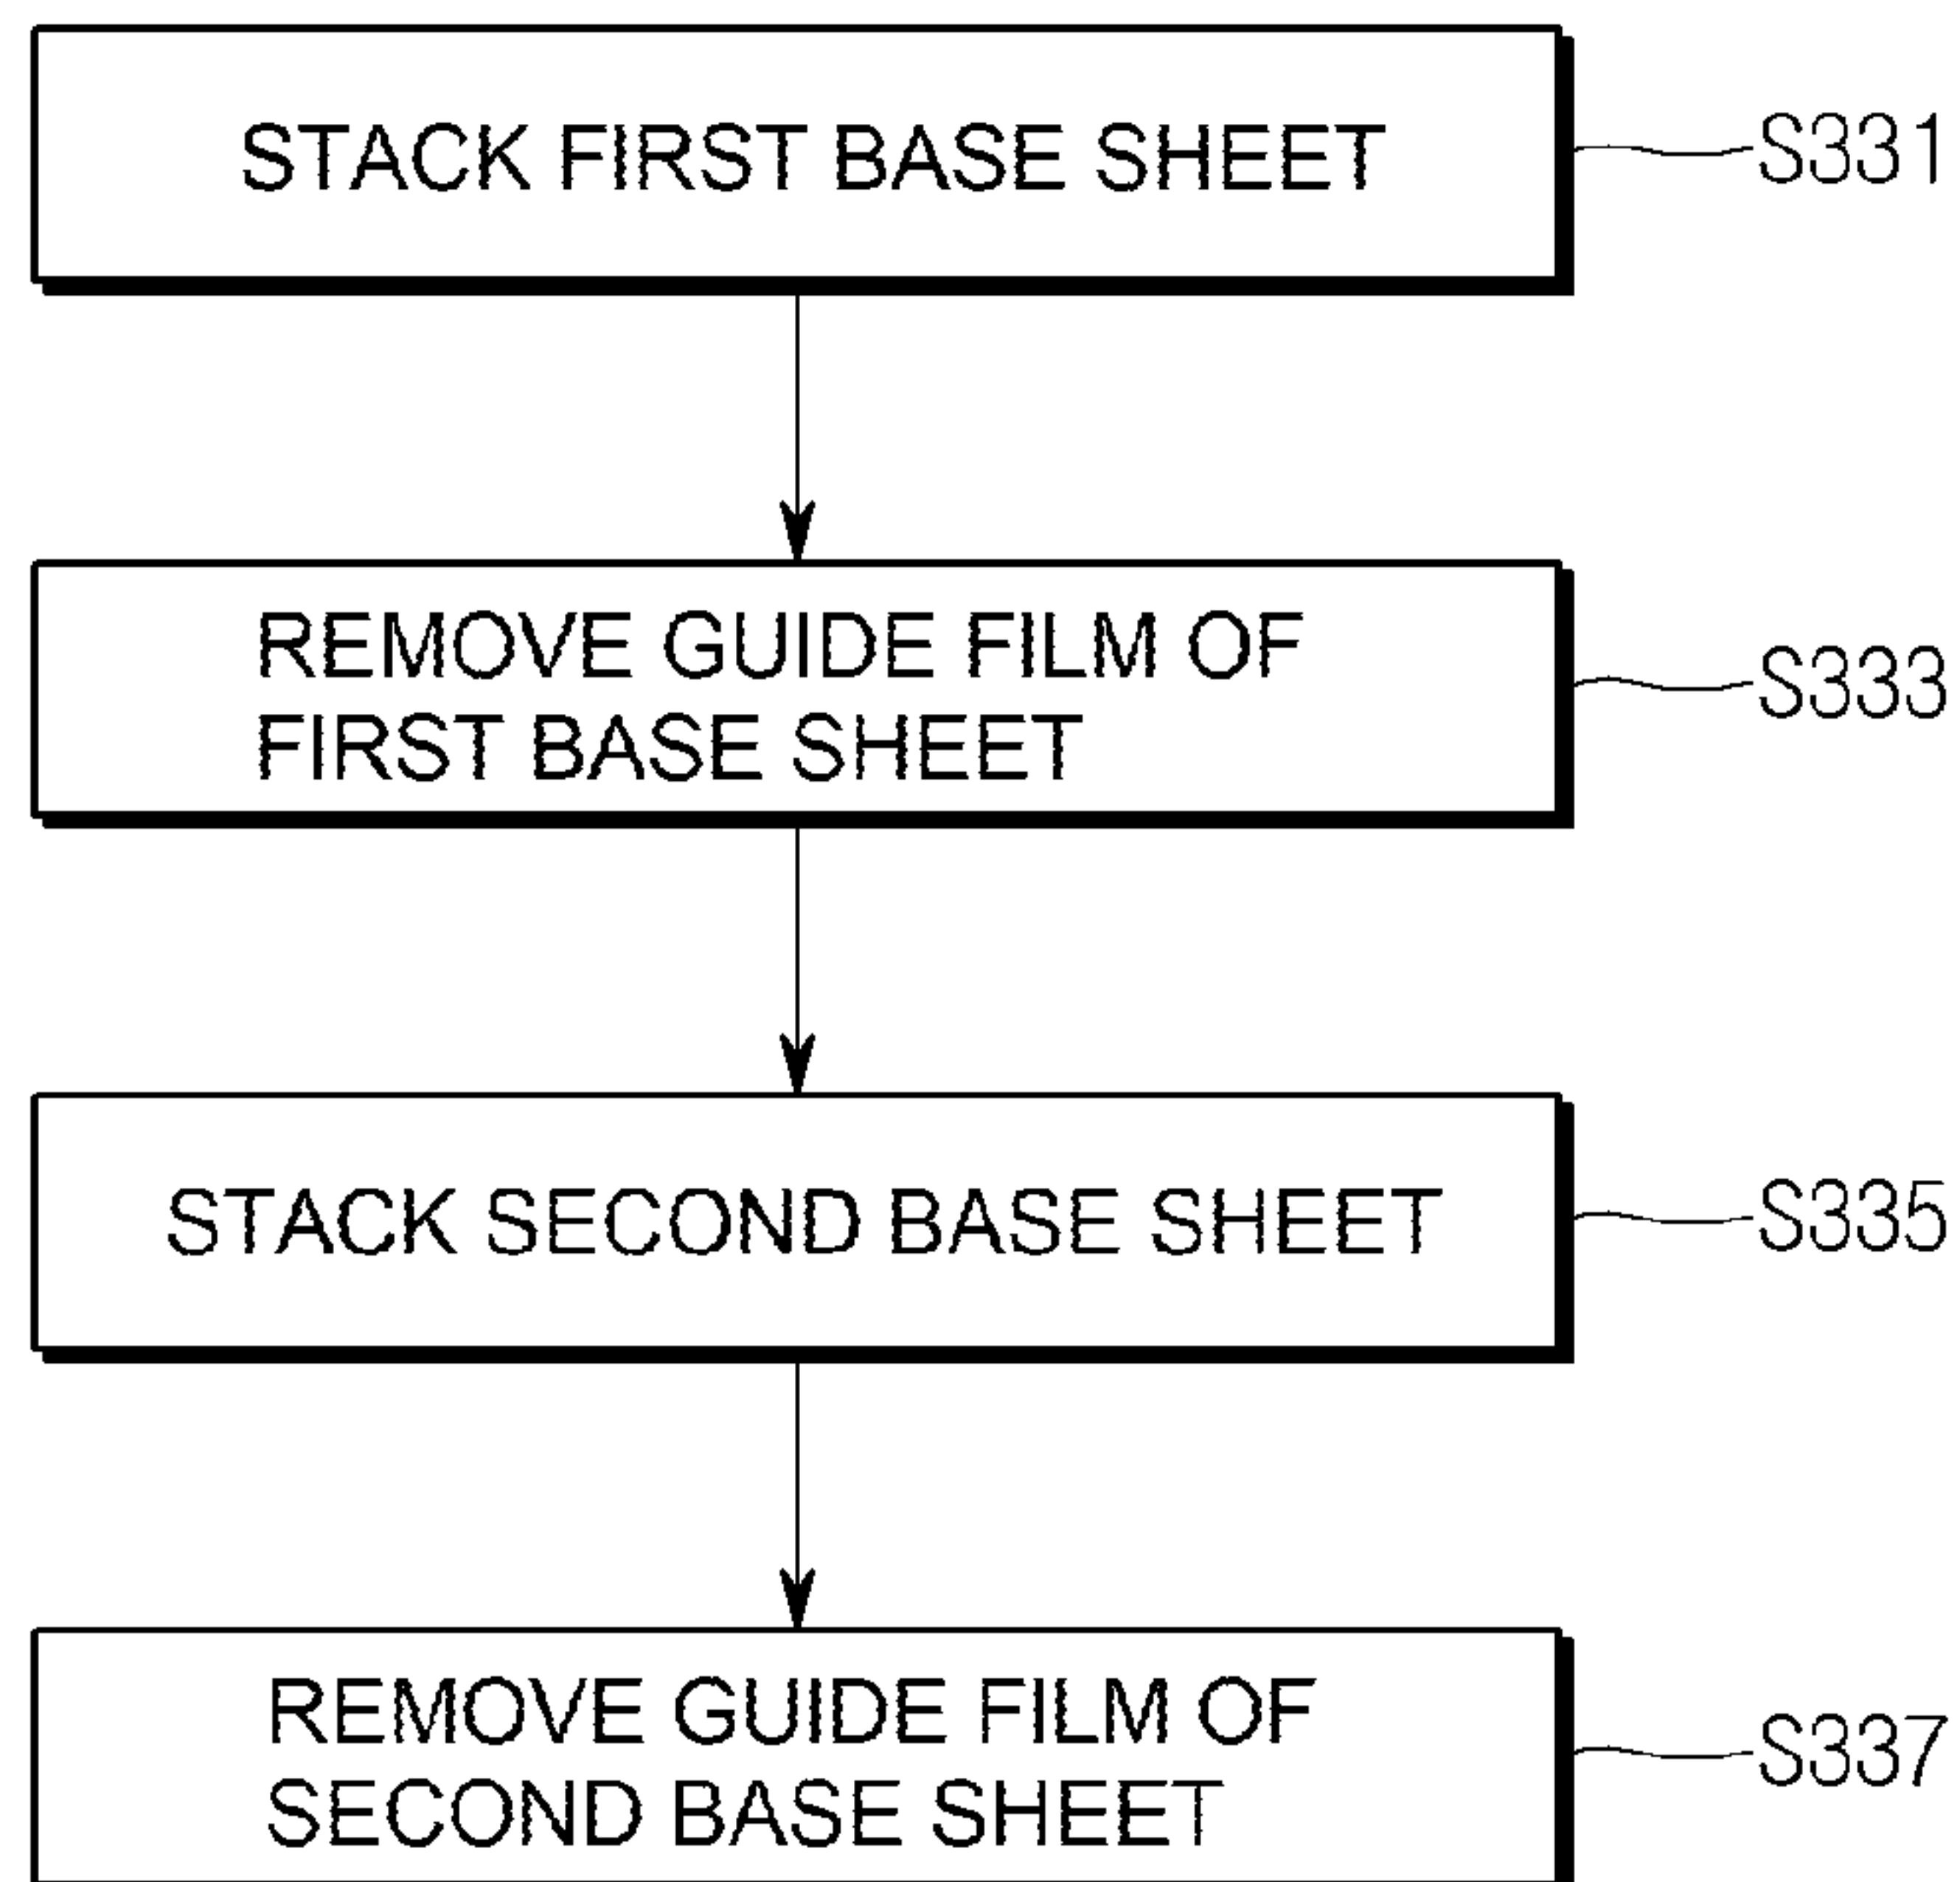 STACK FIRST BASE SHEET
S331
REMOVE GUIDE FILM OF
FIRST BASE SHEET
S333
STACK SECOND BASE SHEET
S335
REMOVE GUIDE FILM OF
SECOND BASE SHEET
S337